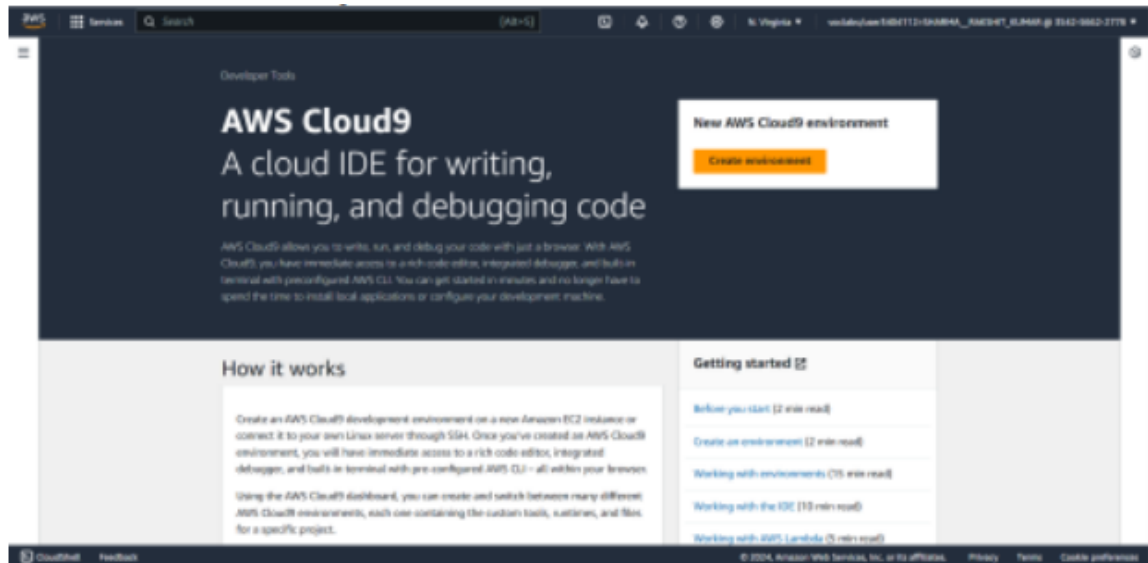 aws
Services
Search
[Alt+S]
N. Virginia
Developer Tools
AWS Cloud9
A cloud IDE for writing,
running, and debugging code
AWS Cloud9 allows you to write, run, and debug your code with just a browser. With AWS
Cloud9, you have immediate access to a rich code editor, integrated debugger, and built-in
terminal with preconfigured AWS CLI. You can get started in minutes and no longer have to
spend the time to install local applications or configure your development machine.
New AWS Cloud9 environment
Create environment
How it works
Create an AWS Cloud9 development environment on a new Amazon EC2 instance or
connect it to your own Linux server through SSH. Once you've created an AWS Cloud9
environment, you will have immediate access to a rich code editor, integrated
debugger, and built-in terminal with pre-configured AWS CLI – all within your browser.
Using the AWS Cloud9 dashboard, you can create and switch between many different
AWS Cloud9 environments, each one containing the custom tools, runtimes, and files
for a specific project.
Getting started
Before you start (2 min read)
Create an environment (2 min read)
Working with environments (15 min read)
Working with the IDE (10 min read)
Working with AWS Lambda (5 min read)
CloudShell Feedback
© 2024, Amazon Web Services, Inc. or its affiliates. Privacy Terms Cookie preferences